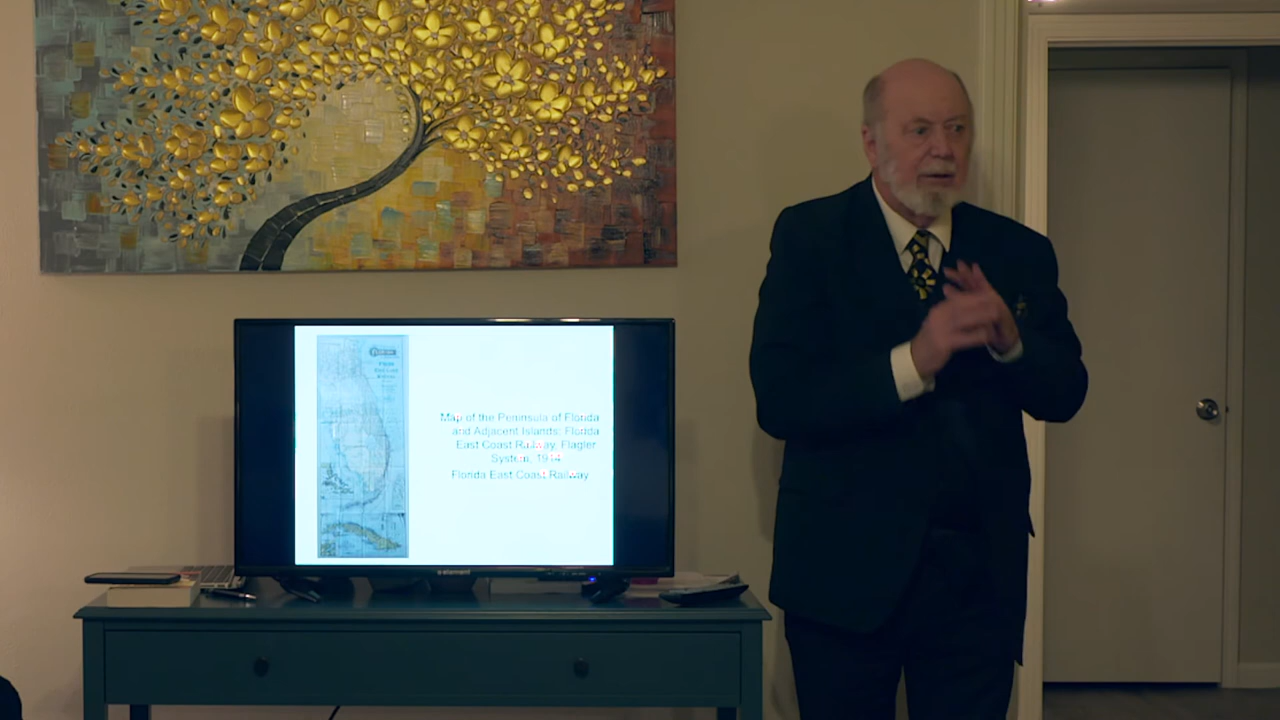 Map of the Peninsula of Florida
and Adjacent Islands: Florida
East Coast Railway, Flagler
System, 1914
Florida East Coast Railway
element